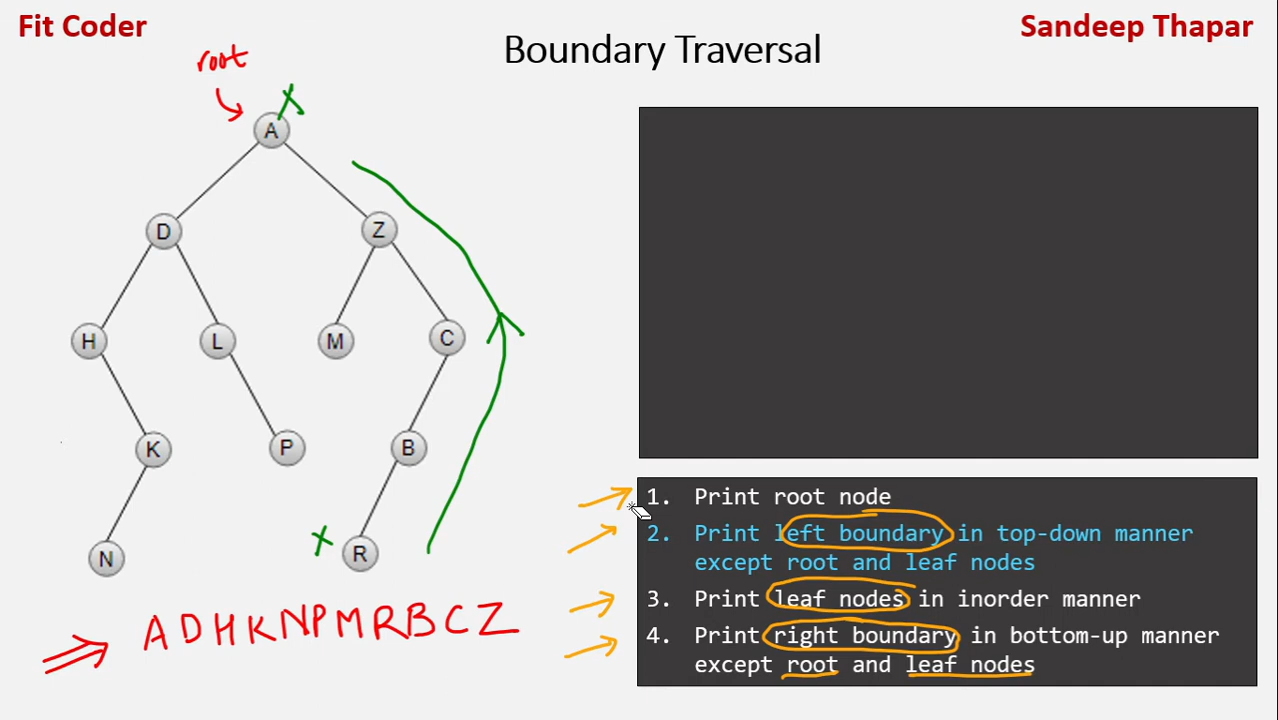 Fit Coder
Sandeep Thapar
Boundary Traversal
root
A
D
Z
H
L
M
C
K
P
B
N
R
ADHKNPMRBCZ
1. Print root node
2. Print left boundary in top-down manner
except root and leaf nodes
3. Print leaf nodes in inorder manner
4. Print right boundary in bottom-up manner
except root and leaf nodes